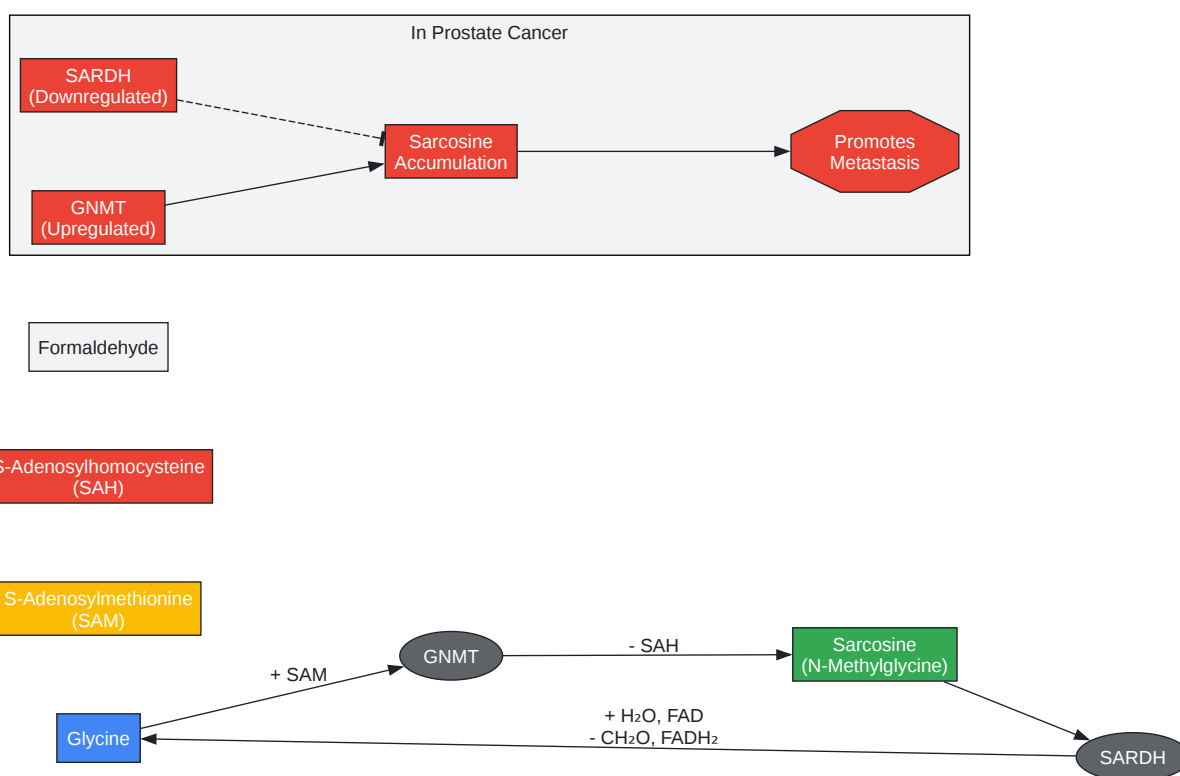 In Prostate Cancer
SARDH
(Downregulated)
Sarcosine
Accumulation
Promotes
Metastasis
GNMT
(Upregulated)
Formaldehyde
S-Adenosylhomocysteine
(SAH)
S-Adenosylmethionine
(SAM)
GNMT
- SAH
Sarcosine
(N-Methylglycine)
+ SAM
Glycine
+ H₂O, FAD
- CH₂O, FADH₂
SARDH